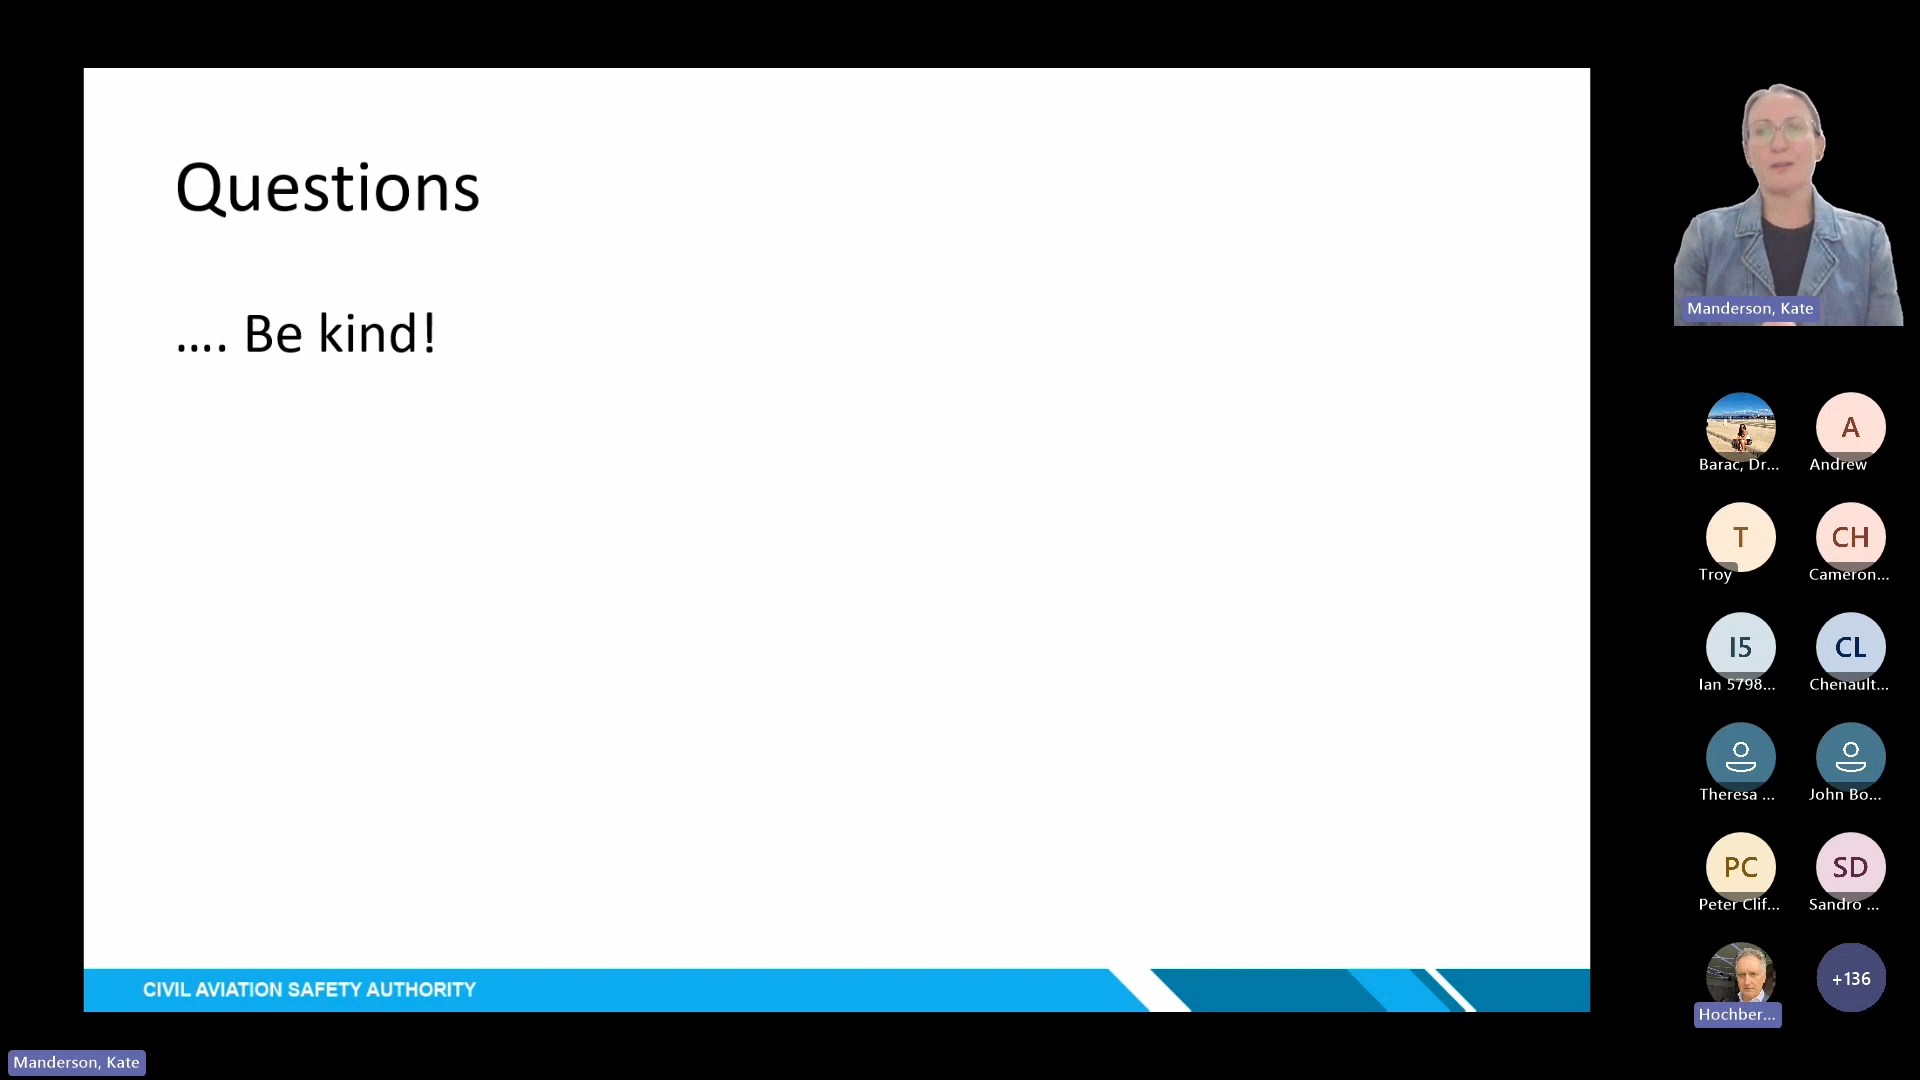 Questions
.... Be kind!
CIVIL AVIATION SAFETY AUTHORITY
Manderson, Kate
Barac, Dr...
A
Andrew
T
Troy
CH
Cameron...
I5
Ian 5798...
CL
Chenault...
Theresa ...
John Bo...
PC
Peter Clif...
SD
Sandro ...
Hochber...
+136
Manderson, Kate